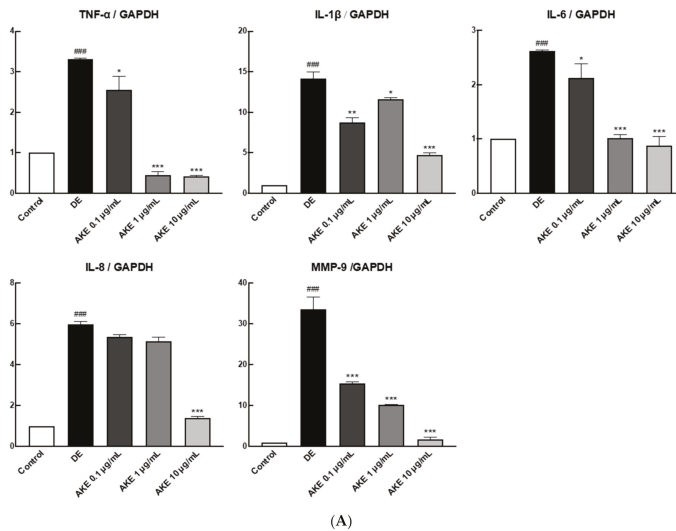 TNF-α / GAPDH
4
3
2
1
0
###
*
***
***
Control
DE
AKE 0.1 μg/mL
AKE 1 μg/mL
AKE 10 μg/mL
IL-1β / GAPDH
20
15
10
5
0
###
**
*
***
Control
DE
AKE 0.1 μg/mL
AKE 1 μg/mL
AKE 10 μg/mL
IL-6 / GAPDH
3
2
1
0
###
*
***
***
Control
DE
AKE 0.1 μg/mL
AKE 1 μg/mL
AKE 10 μg/mL
IL-8 / GAPDH
8
6
4
2
0
###
***
Control
DE
AKE 0.1 μg/mL
AKE 1 μg/mL
AKE 10 μg/mL
MMP-9 /GAPDH
40
30
20
10
0
###
***
***
***
Control
DE
AKE 0.1 μg/mL
AKE 1 μg/mL
AKE 10 μg/mL
(A)